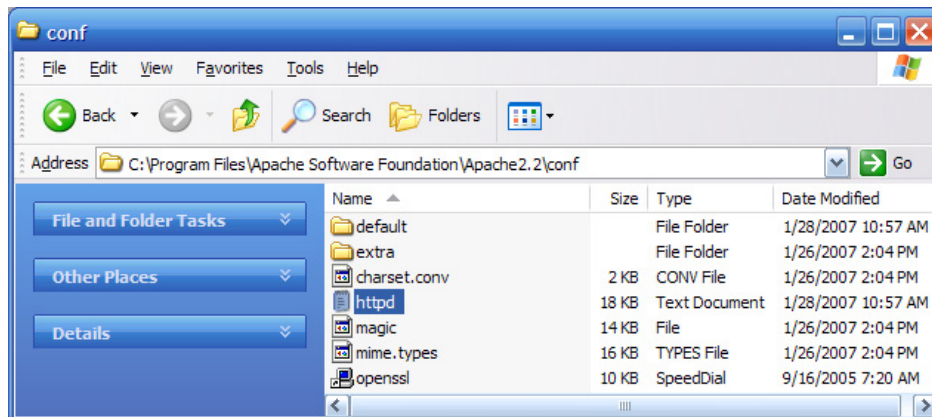 conf
File Edit View Favorites Tools Help
Back Search Folders
Address C:\Program Files\Apache Software Foundation\Apache2.2\conf Go
Name Size Type Date Modified
File and Folder Tasks
Other Places
Details
default File Folder 1/28/2007 10:57 AM
extra File Folder 1/26/2007 2:04 PM
charset.conv 2 KB CONV File 1/26/2007 2:04 PM
httpd 18 KB Text Document 1/28/2007 10:57 AM
magic 14 KB File 1/26/2007 2:04 PM
mime.types 16 KB TYPES File 1/26/2007 2:04 PM
openssl 10 KB SpeedDial 9/16/2005 7:20 AM